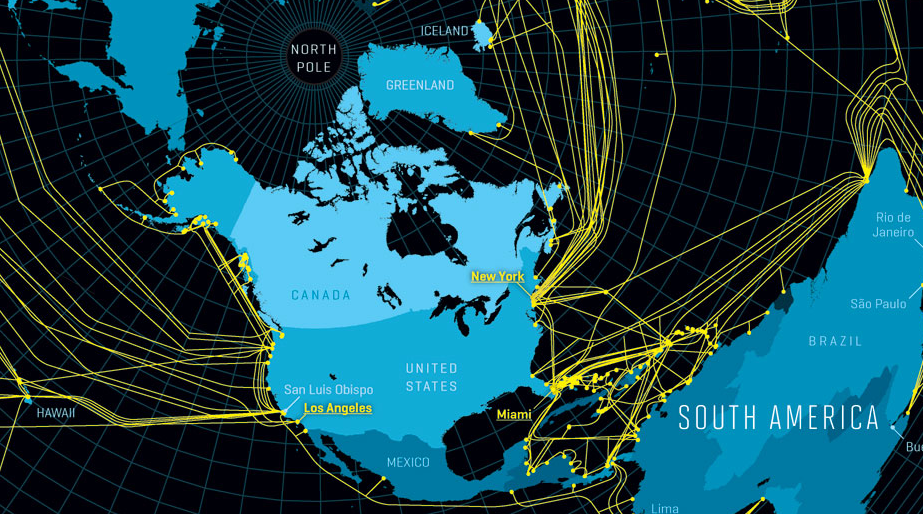 ICELAND
NORTH
POLE
GREENLAND
Rio de
Janeiro
New York
CANADA
São Paulo
BRAZIL
UNITED
STATES
San Luis Obispo
Los Angeles
HAWAII
Miami
SOUTH AMERICA
MEXICO
Lima